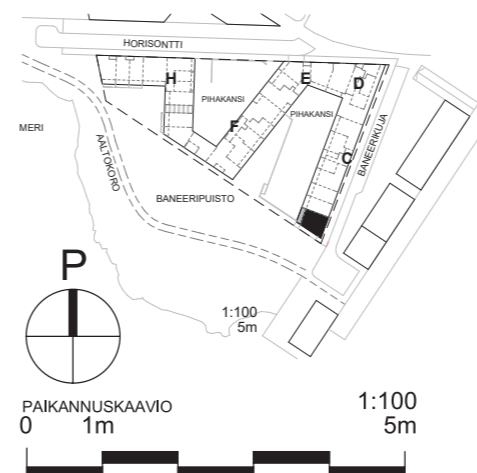 HORISONTTI
H
E
D
PIHAKANSI
PIHAKANSI
F
C
BANEERIKUJA
MERI
AALTOKORO
BANEERIPUISTO
P
1:100
5m
PAIKANNUSKAAVIO
1:100
0 1m 5m